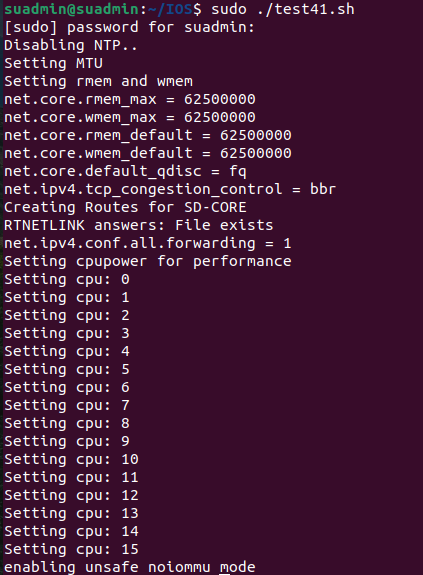 suadmin@suadmin:~/IOS$ sudo ./test41.sh
[sudo] password for suadmin:
Disabling NTP..
Setting MTU
Setting rmem and wmem
net.core.rmem_max = 62500000
net.core.wmem_max = 62500000
net.core.rmem_default = 62500000
net.core.wmem_default = 62500000
net.core.default_qdisc = fq
net.ipv4.tcp_congestion_control = bbr
Creating Routes for SD-CORE
RTNETLINK answers: File exists
net.ipv4.conf.all.forwarding = 1
Setting cpupower for performance
Setting cpu: 0
Setting cpu: 1
Setting cpu: 2
Setting cpu: 3
Setting cpu: 4
Setting cpu: 5
Setting cpu: 6
Setting cpu: 7
Setting cpu: 8
Setting cpu: 9
Setting cpu: 10
Setting cpu: 11
Setting cpu: 12
Setting cpu: 13
Setting cpu: 14
Setting cpu: 15
enabling unsafe noiommu mode